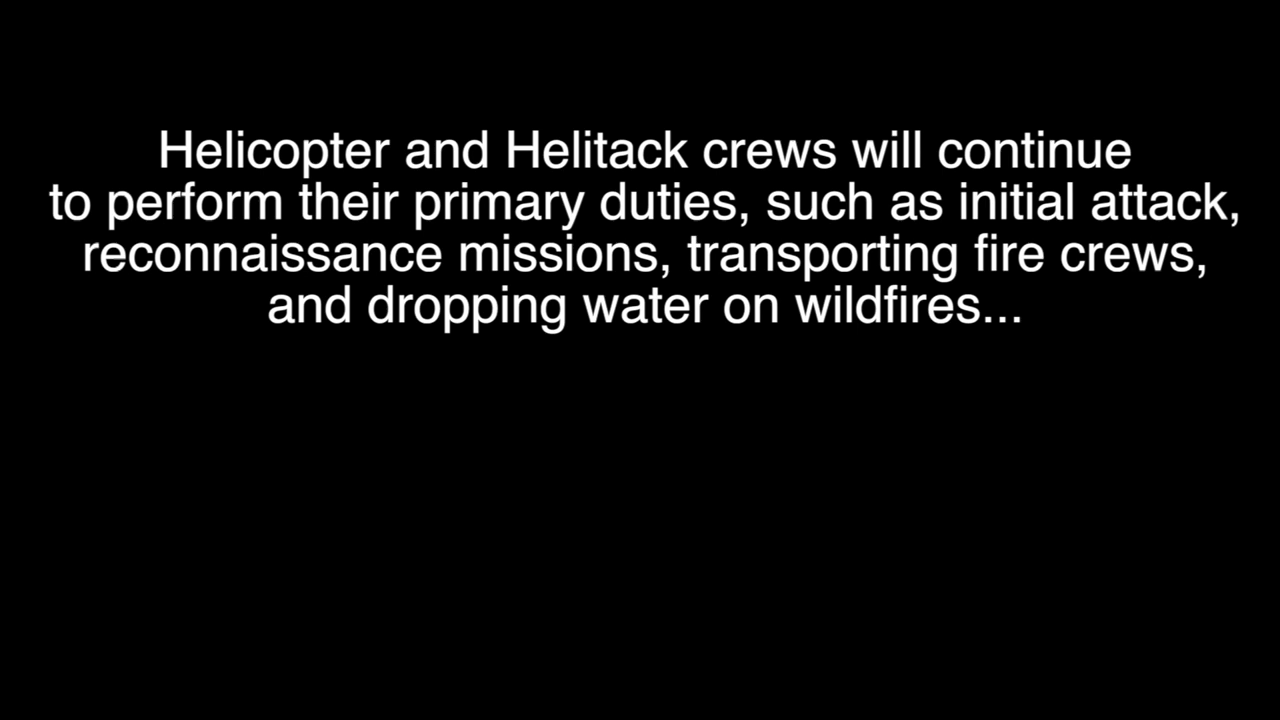 Helicopter and Helitack crews will continue
to perform their primary duties, such as initial attack,
reconnaissance missions, transporting fire crews,
and dropping water on wildfires...